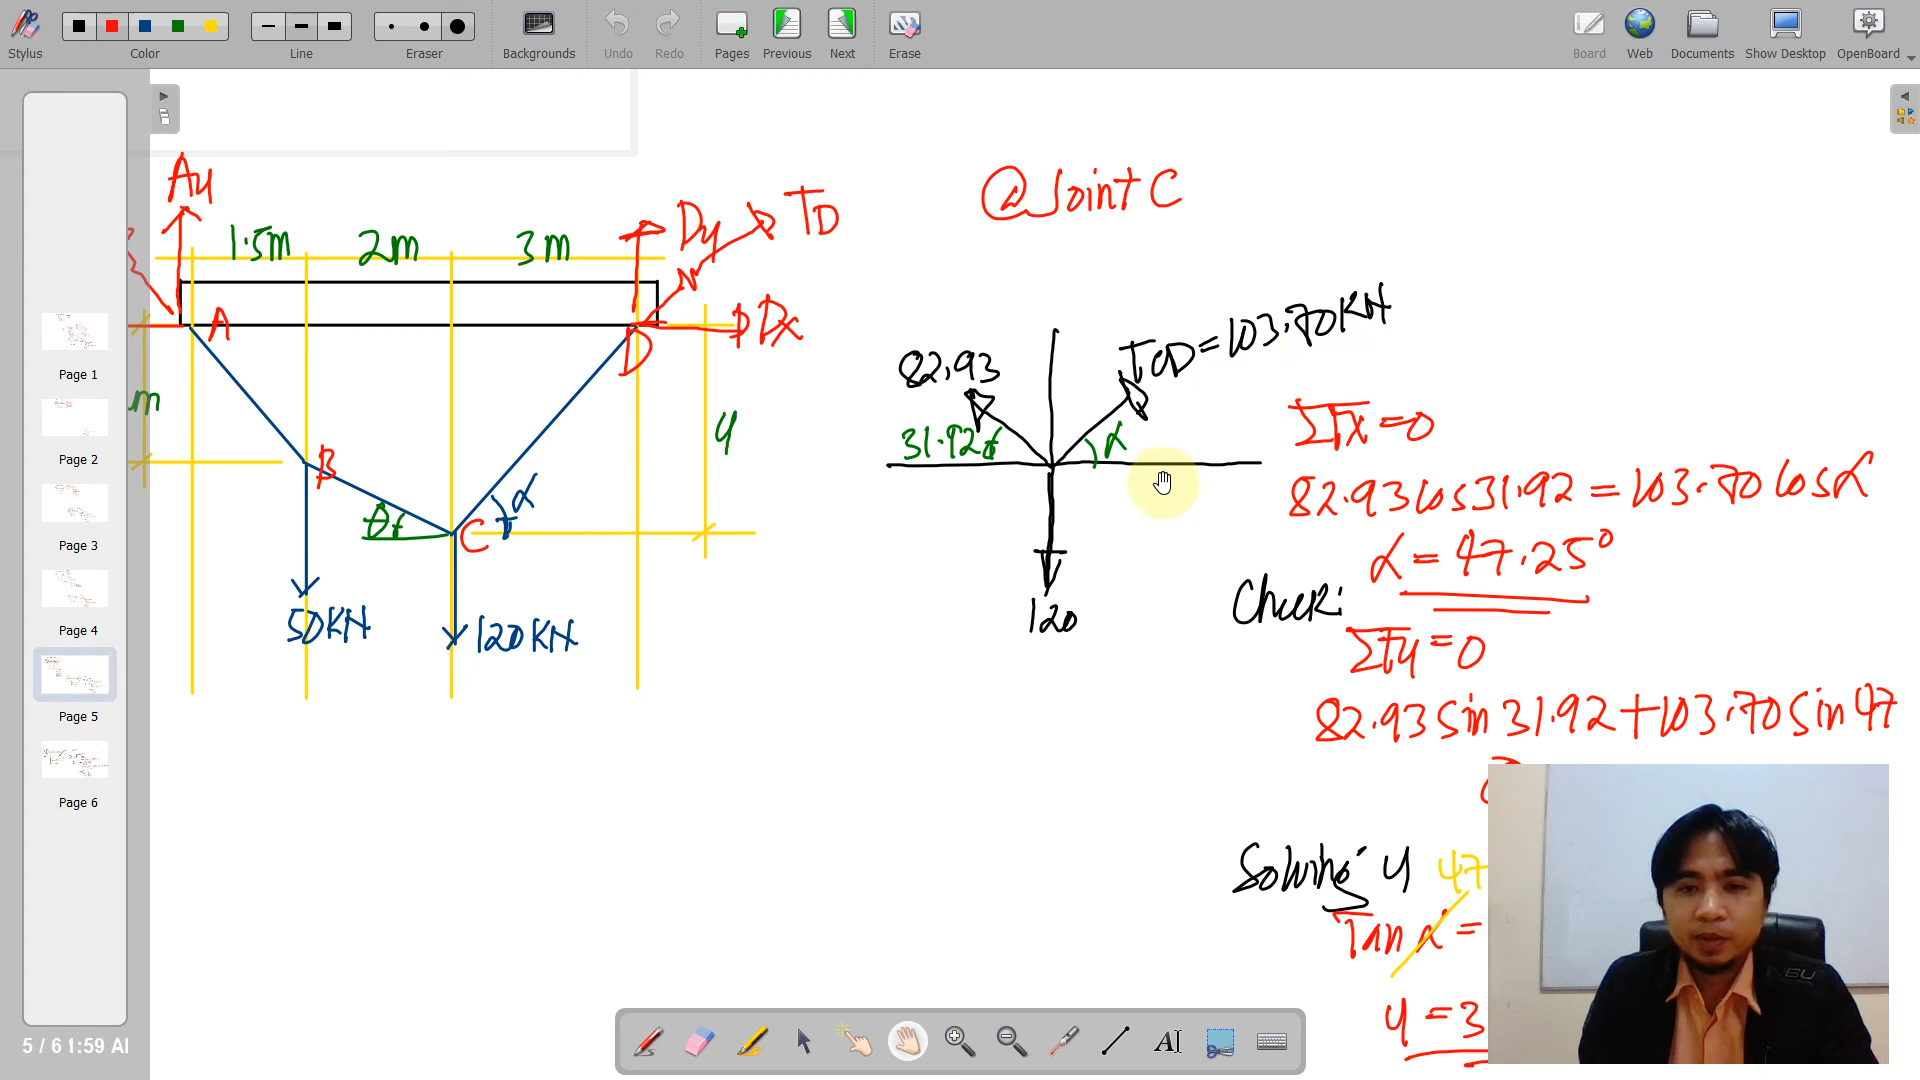 Stylus
Color
Line
Eraser
Backgrounds
Undo
Redo
Pages
Previous
Next
Erase
Board
Web
Documents
Show Desktop
OpenBoard
Page 1
Page 2
Page 3
Page 4
Page 5
Page 6
5 / 6 1:59 AI
Ay
1.5m
2m
3m
Dy
TD
A
D
Dx
m
y
B
θ
C
α
50KN
120KN
@ Joint C
82.93
TCD = 103.70KN
31.92
α
120
ΣFx = 0
82.93 cos 31.92 = 103.70 cos α
α = 47.25°
Check:
ΣFy = 0
82.93 sin 31.92 + 103.70 sin 47
Solving y
47
Tan α =
y = 3